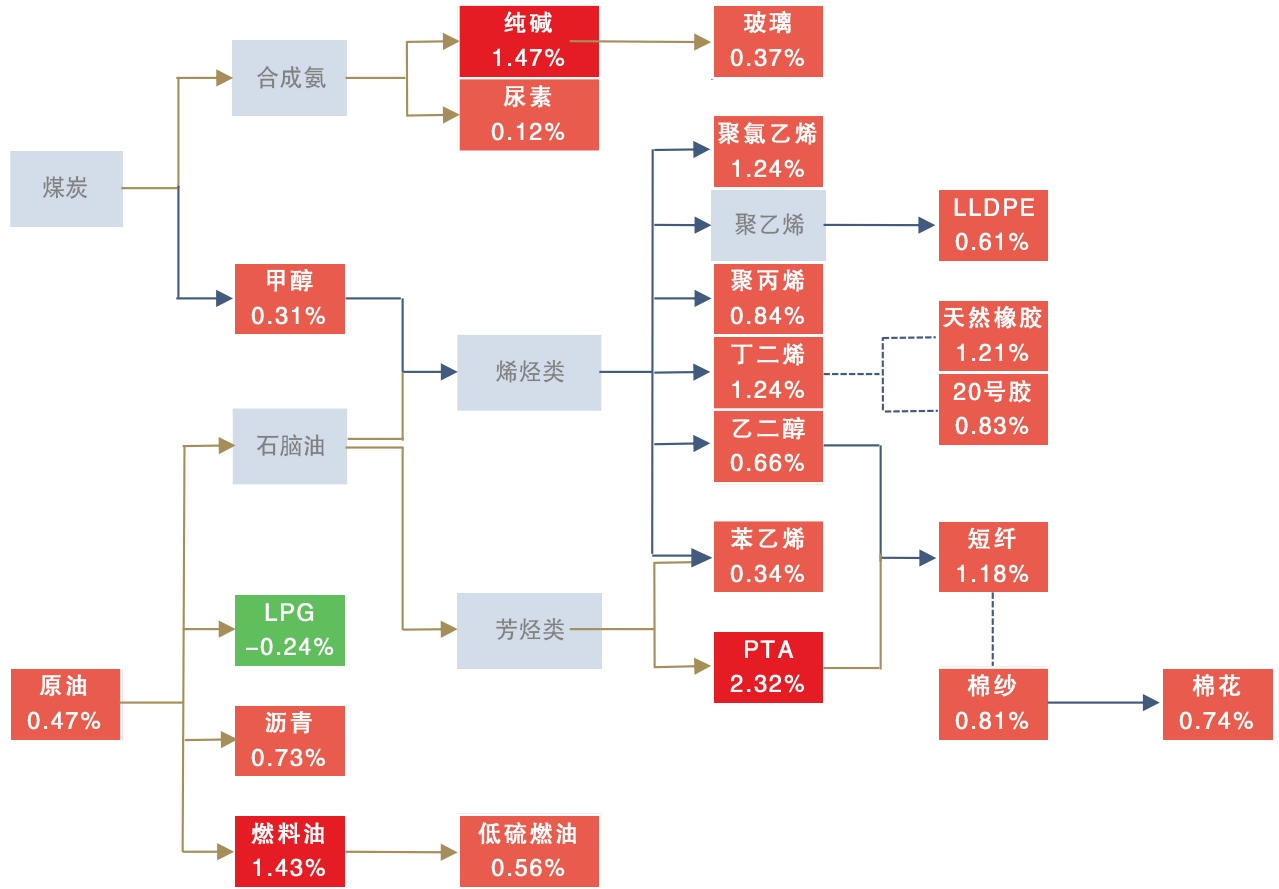 纯碱
1.47%
玻璃
0.37%
合成氨
尿素
0.12%
聚氯乙烯
1.24%
煤炭
聚乙烯
LLDPE
0.61%
甲醇
0.31%
聚丙烯
0.84%
天然橡胶
1.21%
烯烃类
丁二烯
1.24%
20号胶
0.83%
石脑油
乙二醇
0.66%
苯乙烯
0.34%
短纤
1.18%
LPG
-0.24%
芳烃类
PTA
2.32%
原油
0.47%
棉纱
0.81%
棉花
0.74%
沥青
0.73%
燃料油
1.43%
低硫燃油
0.56%